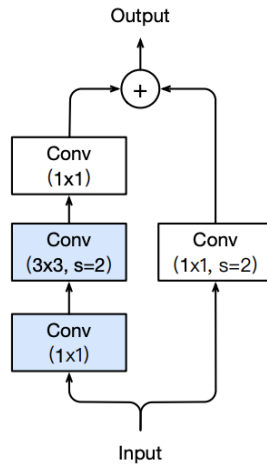 Output
+
Conv
(1x1)
Conv
(3x3, s=2)
Conv
(1x1, s=2)
Conv
(1x1)
Input